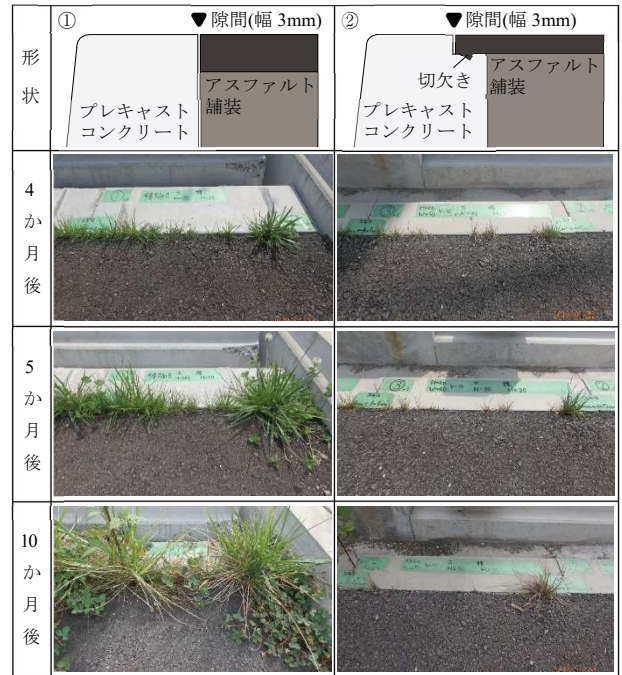 形状
①
▼隙間(幅 3mm)
プレキャスト
コンクリート
アスファルト
舗装
②
▼隙間(幅 3mm)
切欠き
プレキャスト
コンクリート
アスファルト
舗装
4か月後
5か月後
10か月後